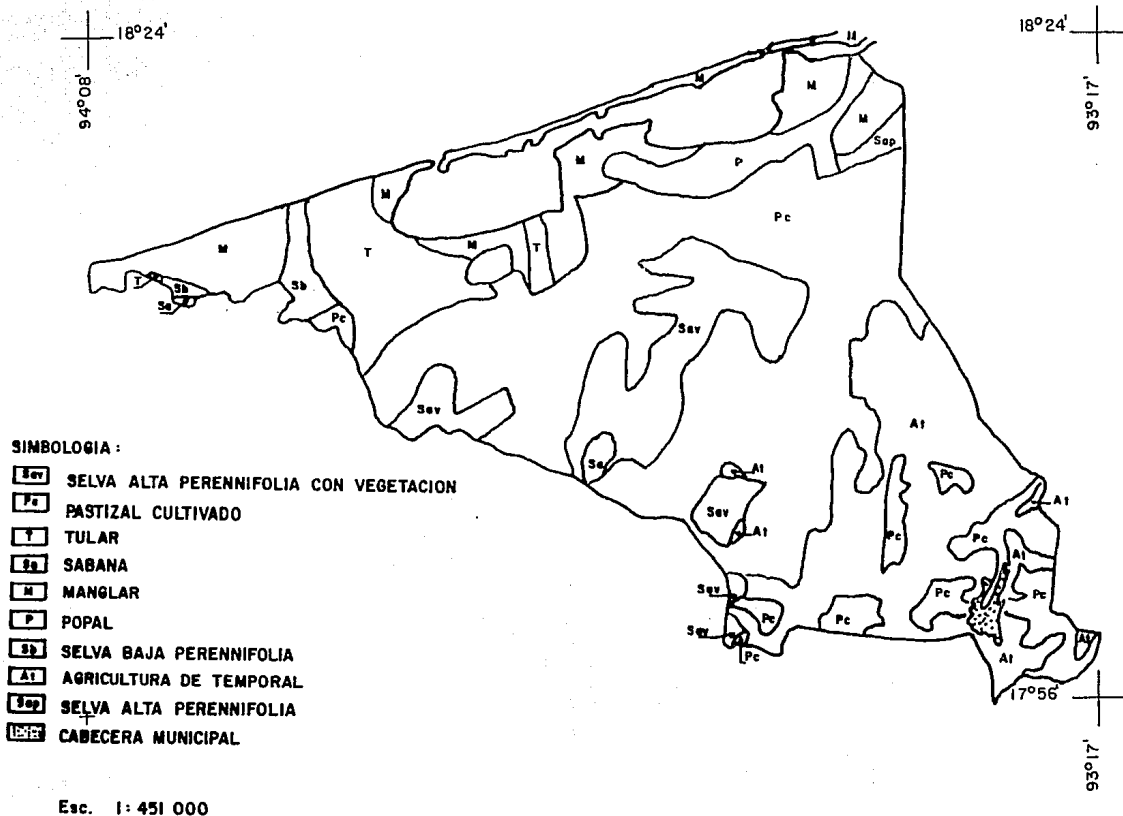 18°24'
18°24'
94°08'
93°17'
M
M
M
M
Sap
M
P
M
Pc
M
T
M
T
T
Sb
Sa
Sb
Pc
Sav
Sav
At
Sa
At
Pc
Sav
At
At
Pc
Pc
At
Sav
Pc
Pc
Pc
Pc
Sav
Pc
At
At
17°56'
93°17'
SIMBOLOGIA:
Sav SELVA ALTA PERENNIFOLIA CON VEGETACION
Pc PASTIZAL CULTIVADO
T TULAR
Sa SABANA
M MANGLAR
P POPAL
Sb SELVA BAJA PERENNIFOLIA
At AGRICULTURA DE TEMPORAL
Sap SELVA ALTA PERENNIFOLIA
CABECERA MUNICIPAL
Esc. 1:451 000